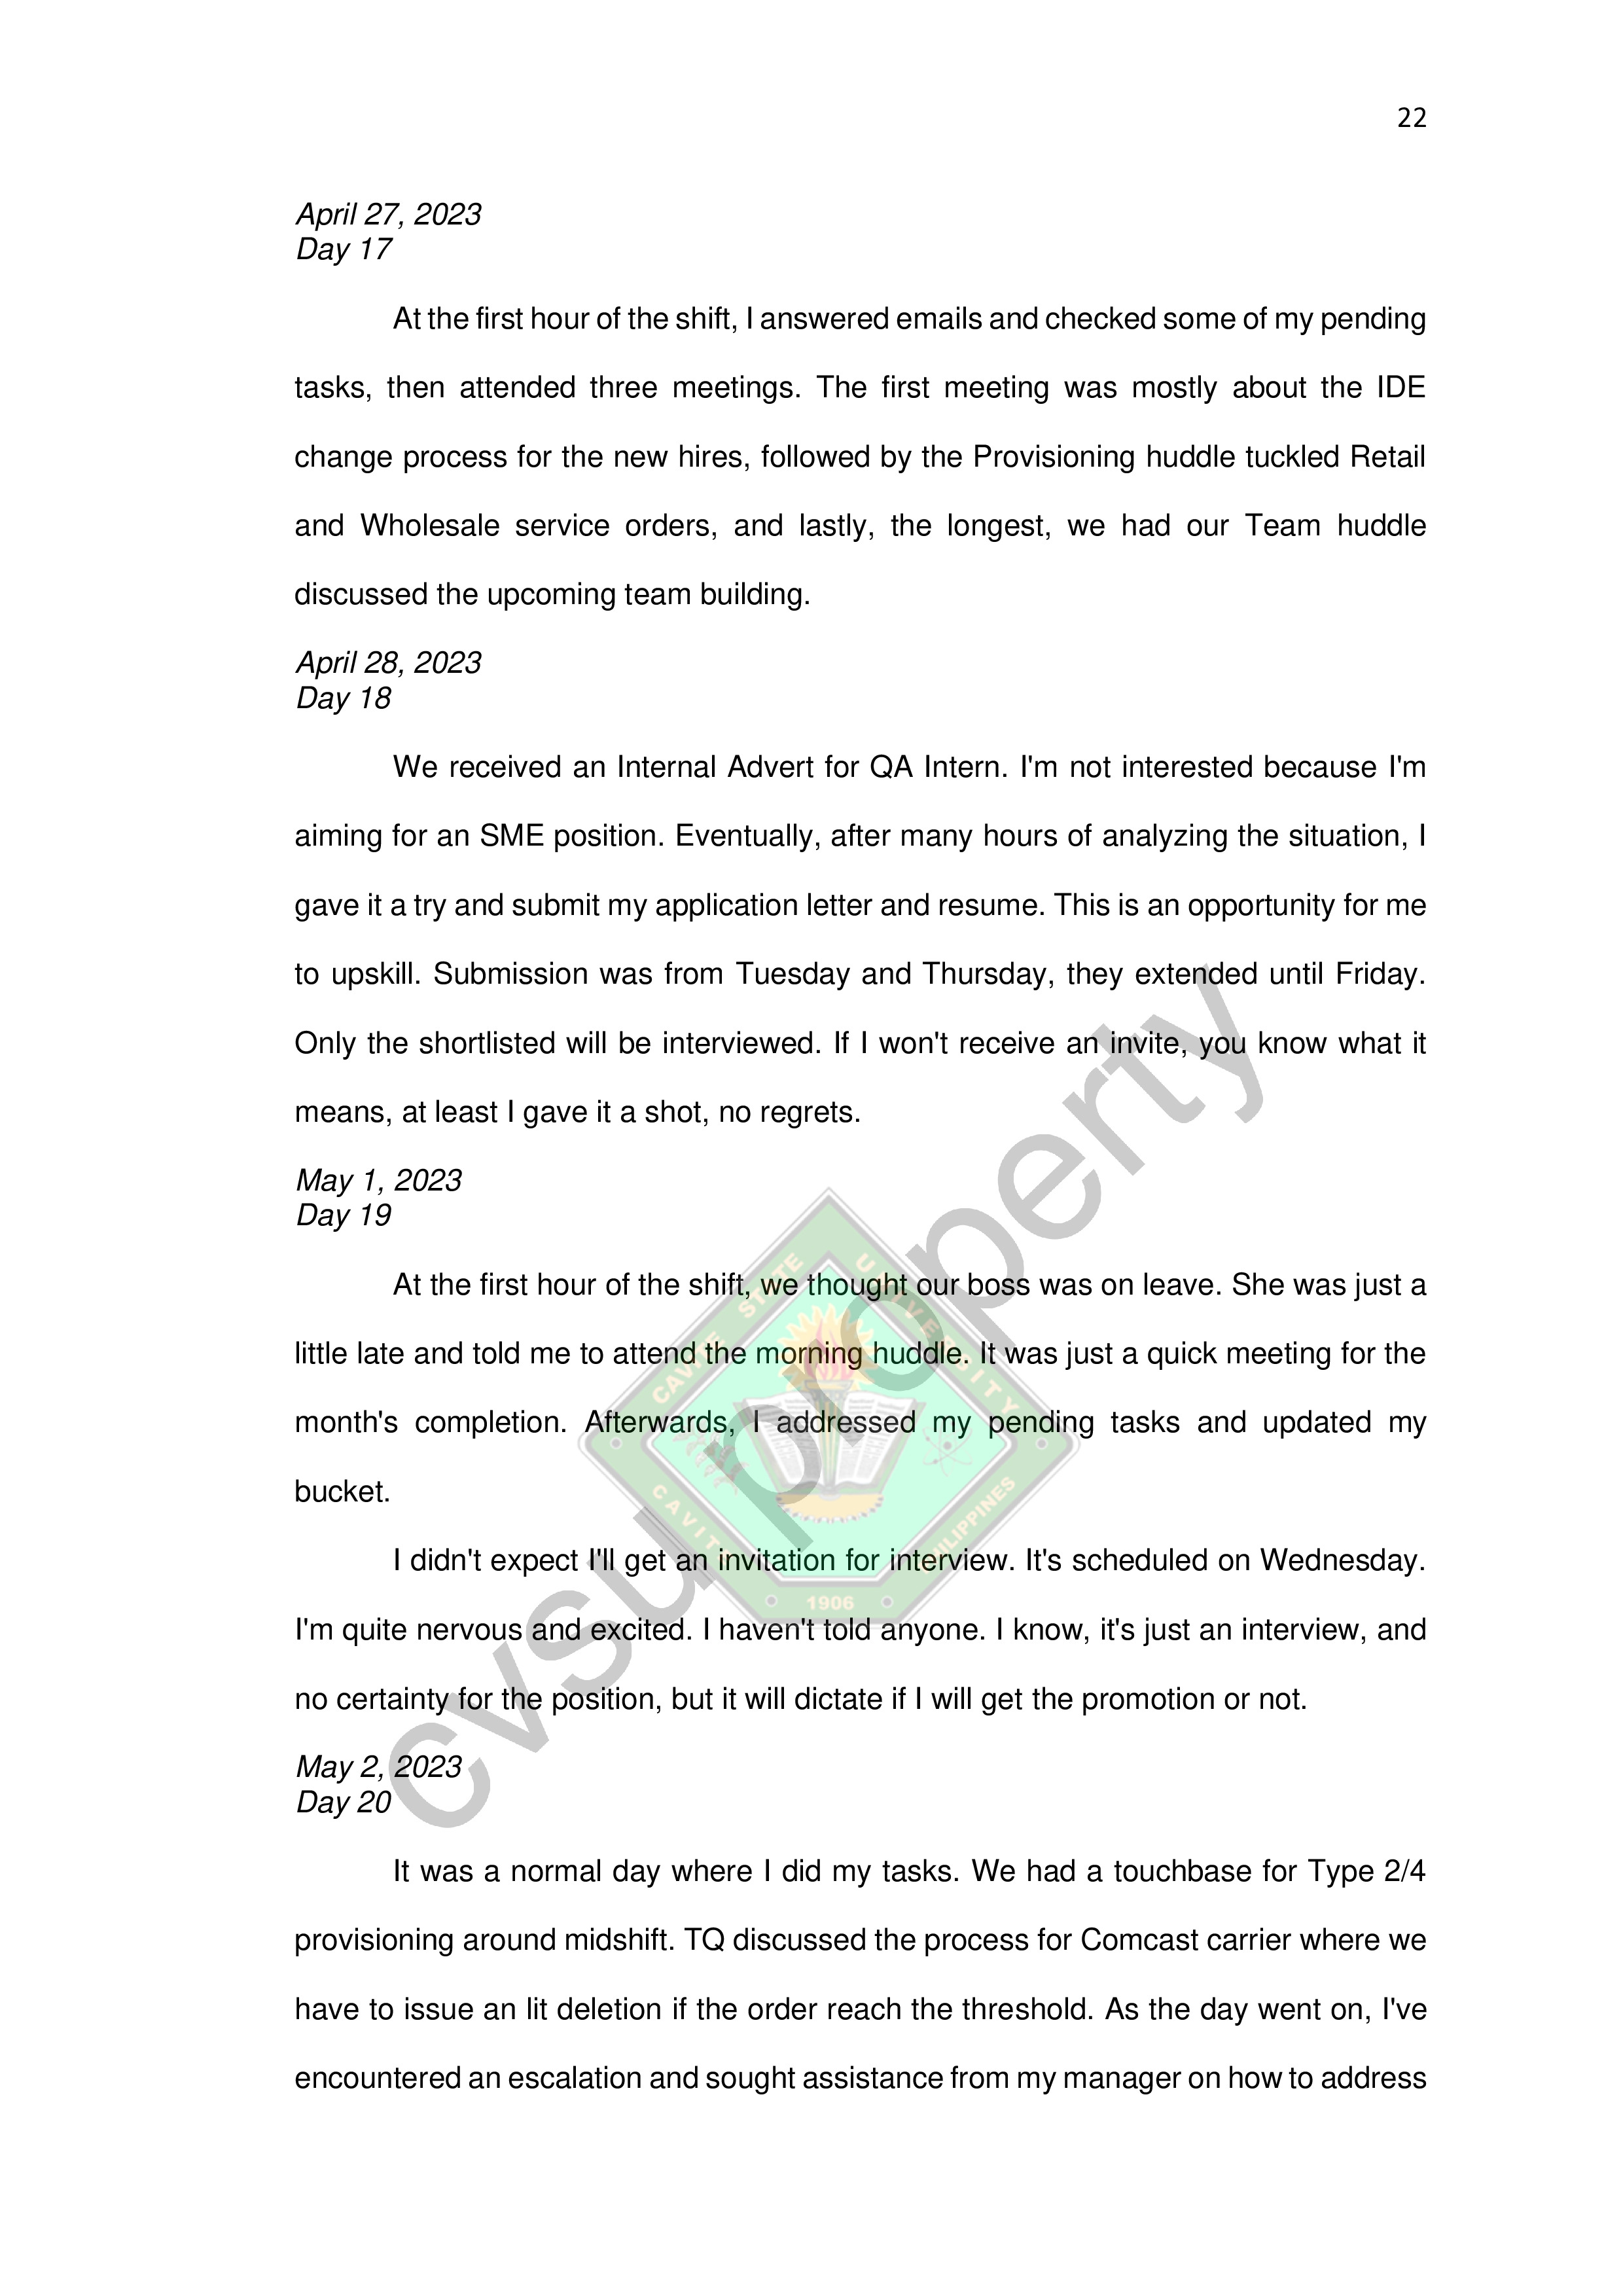 22
April 27, 2023
Day 17
At the first hour of the shift, I answered emails and checked some of my pending
tasks, then attended three meetings. The first meeting was mostly about the IDE
change process for the new hires, followed by the Provisioning huddle tuckled Retail
and Wholesale service orders, and lastly, the longest, we had our Team huddle
discussed the upcoming team building.
April 28, 2023
Day 18
We received an Internal Advert for QA Intern. I'm not interested because I'm
aiming for an SME position. Eventually, after many hours of analyzing the situation, I
gave it a try and submit my application letter and resume. This is an opportunity for me
to upskill. Submission was from Tuesday and Thursday, they extended until Friday.
Only the shortlisted will be interviewed. If I won't receive an invite, you know what it
means, at least I gave it a shot, no regrets.
May 1, 2023
Day 19
At the first hour of the shift, we thought our boss was on leave. She was just a
little late and told me to attend the morning huddle. It was just a quick meeting for the
month's completion. Afterwards, I addressed my pending tasks and updated my
bucket.
I didn't expect I'll get an invitation for interview. It's scheduled on Wednesday.
I'm quite nervous and excited. I haven't told anyone. I know, it's just an interview, and
no certainty for the position, but it will dictate if I will get the promotion or not.
May 2, 2023
Day 20
It was a normal day where I did my tasks. We had a touchbase for Type 2/4
provisioning around midshift. TQ discussed the process for Comcast carrier where we
have to issue an lit deletion if the order reach the threshold. As the day went on, I've
encountered an escalation and sought assistance from my manager on how to address
cvsu property
CAVITE STATE UNIVERSITY
CAVITE
PHILIPPINES
1906